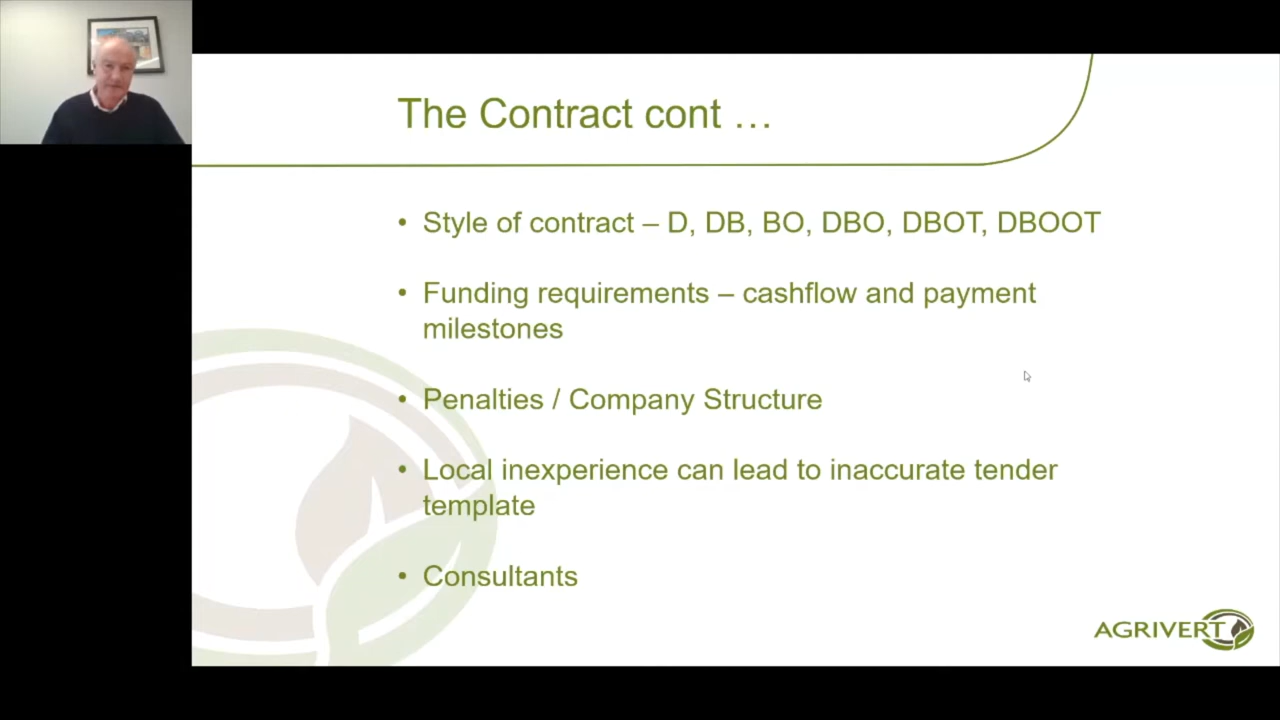 The Contract cont …
• Style of contract – D, DB, BO, DBO, DBOT, DBOOT
• Funding requirements – cashflow and payment
milestones
• Penalties / Company Structure
• Local inexperience can lead to inaccurate tender
template
• Consultants
AGRIVERT